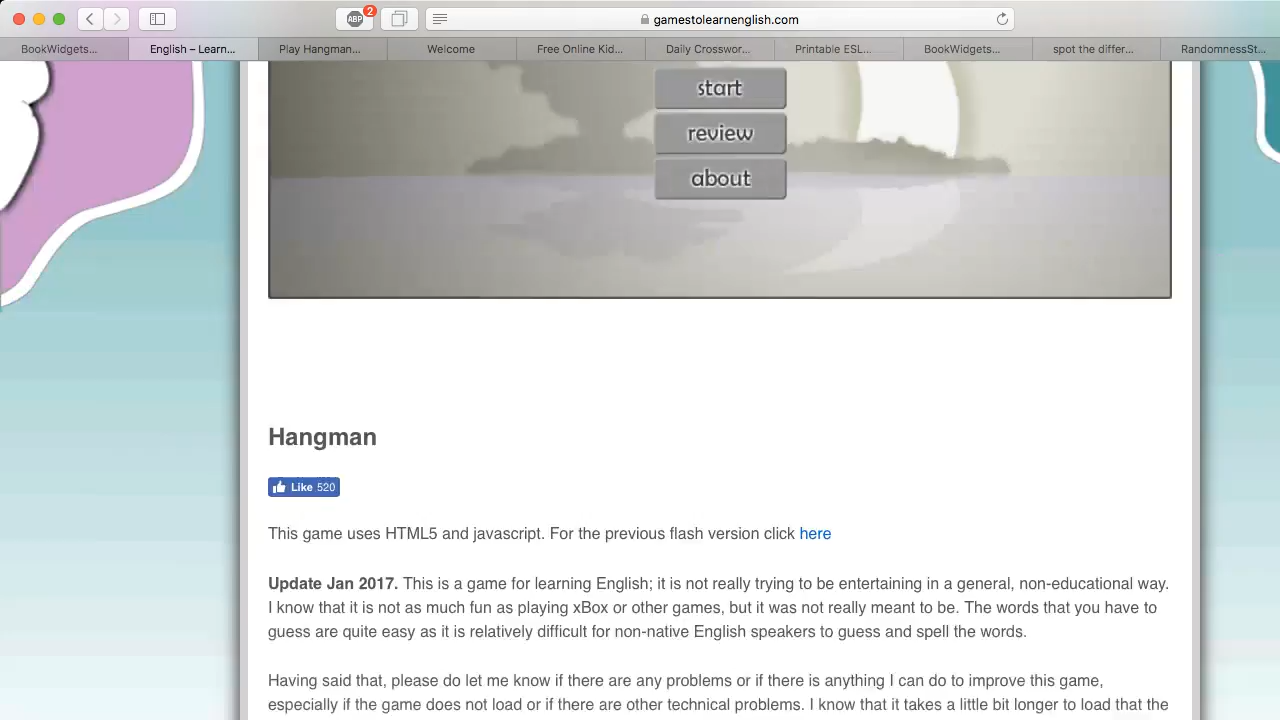 ABP 2 gamestolearnenglish.com
BookWidgets... English – Learn... Play Hangman... Welcome Free Online Kid... Daily Crosswor... Printable ESL... BookWidgets... spot the differ... RandomnessSt...
start
review
about
Hangman
Like 520
This game uses HTML5 and javascript. For the previous flash version click here
Update Jan 2017. This is a game for learning English; it is not really trying to be entertaining in a general, non-educational way.
I know that it is not as much fun as playing xBox or other games, but it was not really meant to be. The words that you have to
guess are quite easy as it is relatively difficult for non-native English speakers to guess and spell the words.
Having said that, please do let me know if there are any problems or if there is anything I can do to improve this game,
especially if the game does not load or if there are other technical problems. I know that it takes a little bit longer to load that the